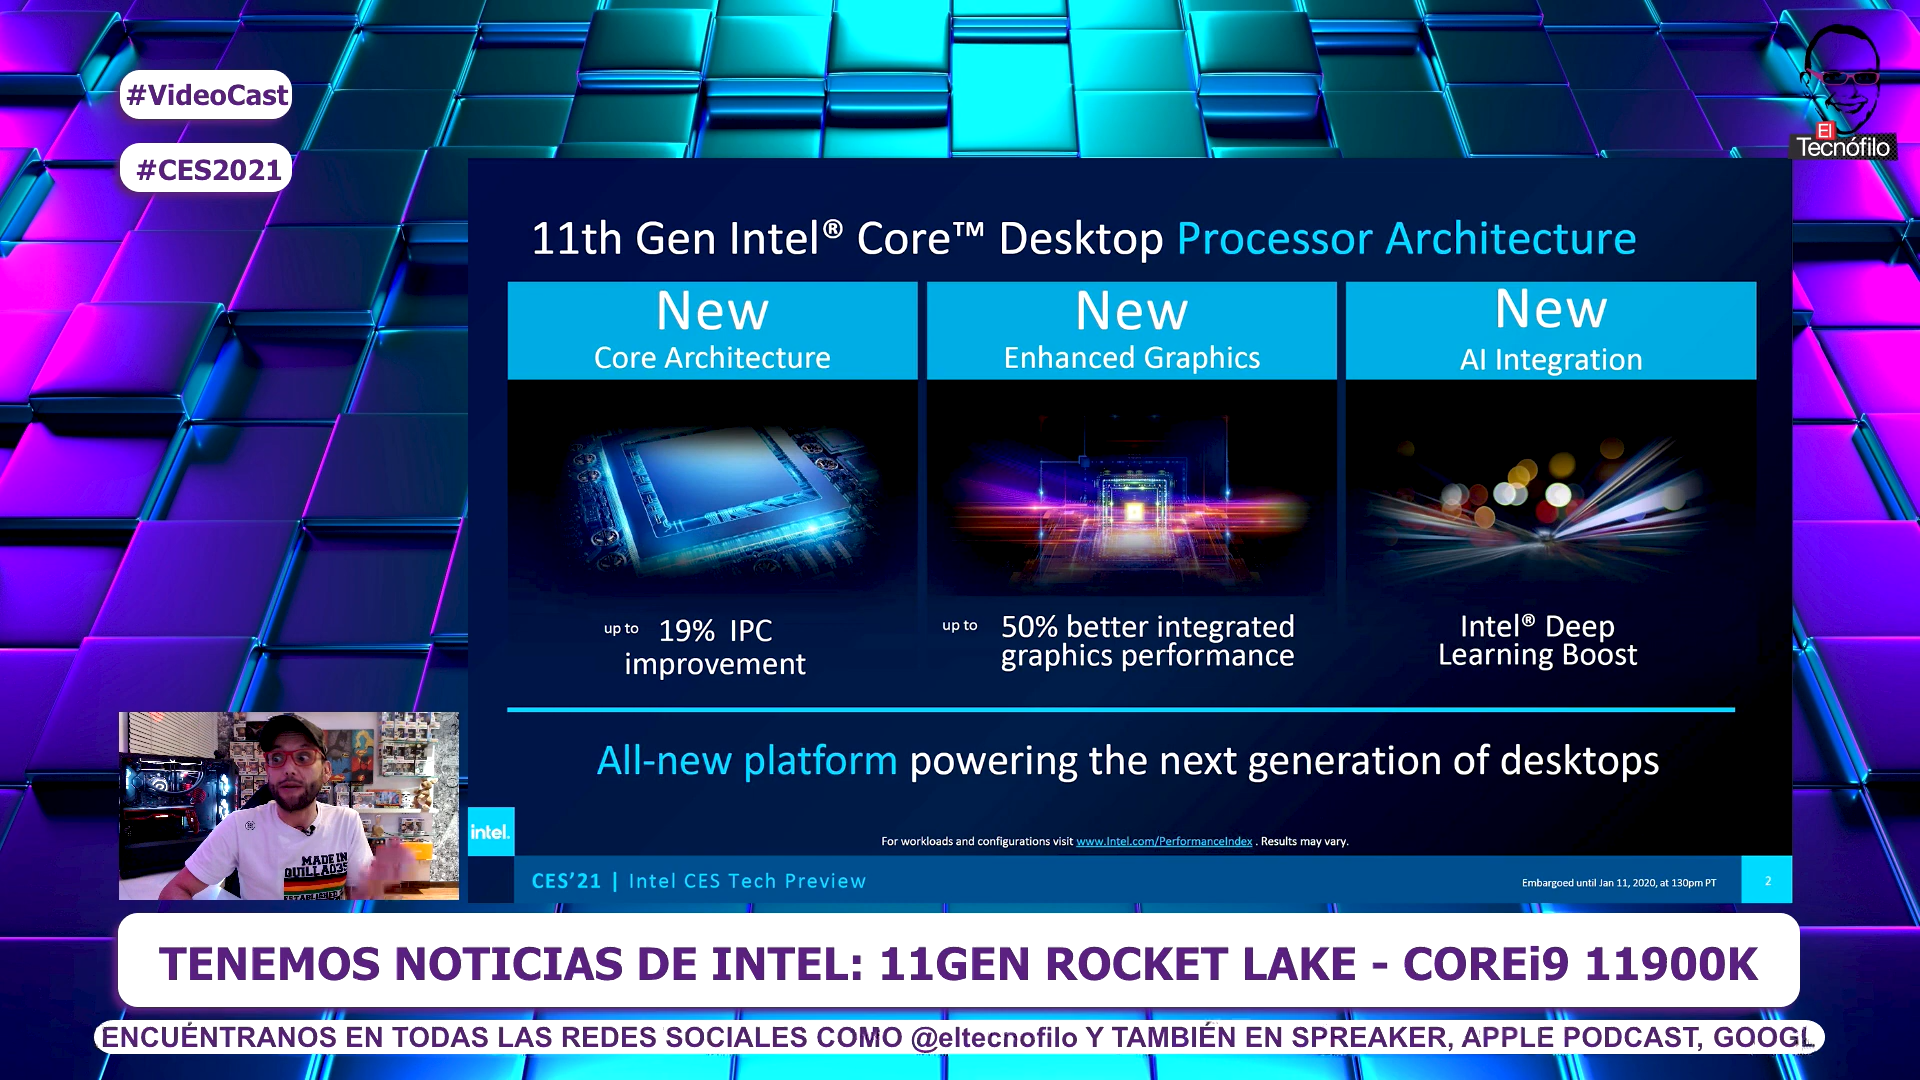 #VideoCast
#CES2021
El
Tecnófilo
11th Gen Intel® Core™ Desktop Processor Architecture
New
Core Architecture
New
Enhanced Graphics
New
AI Integration
up to 19% IPC
improvement
up to 50% better integrated
graphics performance
Intel® Deep
Learning Boost
All-new platform powering the next generation of desktops
intel.
For workloads and configurations visit www.Intel.com/PerformanceIndex . Results may vary.
CES’21 | Intel CES Tech Preview
Embargoed until Jan 11, 2020, at 130pm PT
2
MADE IN
QUILLA035
ESTABLISHED
TENEMOS NOTICIAS DE INTEL: 11GEN ROCKET LAKE - COREi9 11900K
ENCUÉNTRANOS EN TODAS LAS REDES SOCIALES COMO @eltecnofilo Y TAMBIÉN EN SPREAKER, APPLE PODCAST, GOOGL